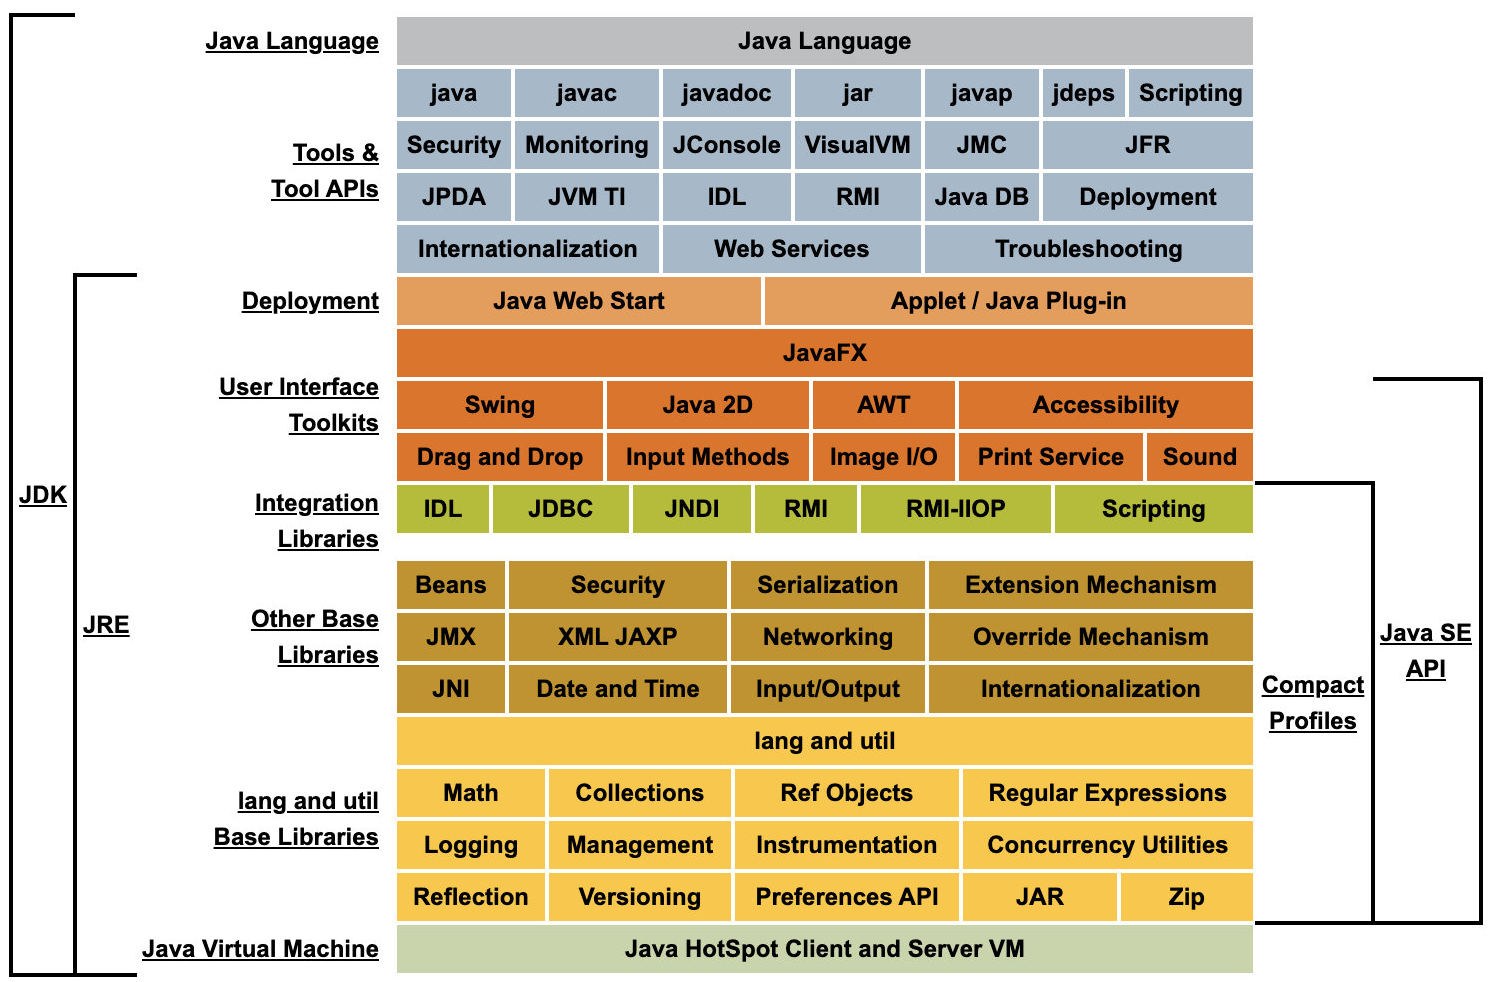 Java Language
Java Language
java javac javadoc jar javap jdeps Scripting
Tools &
Tool APIs
Security Monitoring JConsole VisualVM JMC JFR
JPDA JVM TI IDL RMI Java DB Deployment
Internationalization Web Services Troubleshooting
Deployment
Java Web Start Applet / Java Plug-in
JavaFX
User Interface
Toolkits
Swing Java 2D AWT Accessibility
Drag and Drop Input Methods Image I/O Print Service Sound
JDK
Integration
Libraries
IDL JDBC JNDI RMI RMI-IIOP Scripting
JRE
Other Base
Libraries
Beans Security Serialization Extension Mechanism
JMX XML JAXP Networking Override Mechanism
JNI Date and Time Input/Output Internationalization
Java SE
API
Compact
Profiles
lang and util
lang and util
Base Libraries
Math Collections Ref Objects Regular Expressions
Logging Management Instrumentation Concurrency Utilities
Reflection Versioning Preferences API JAR Zip
Java Virtual Machine
Java HotSpot Client and Server VM